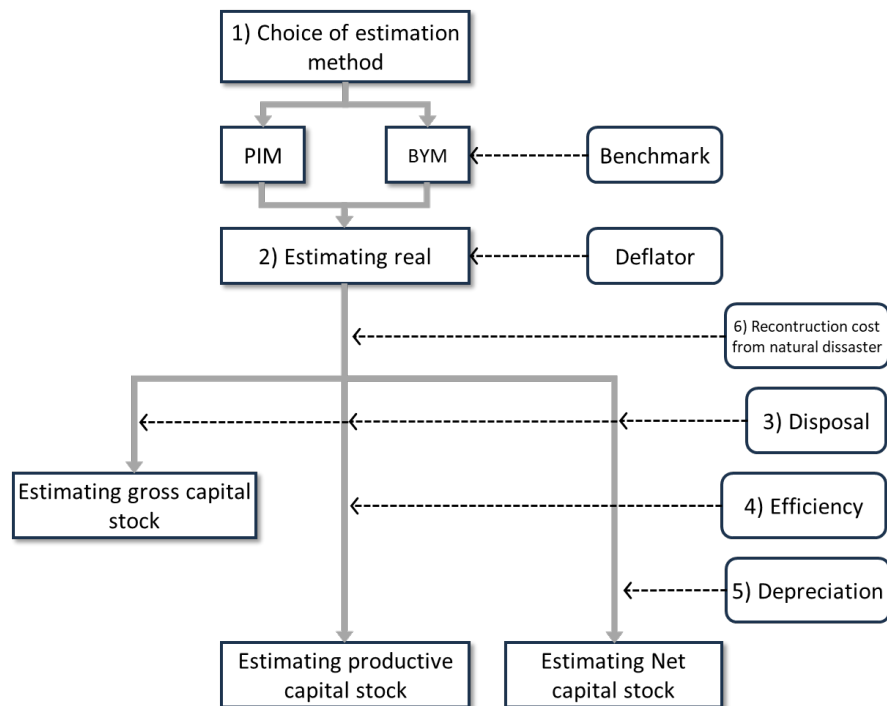 1) Choice of estimation
method
PIM
BYM
Benchmark
2) Estimating real
Deflator
6) Recontruction cost
from natural dissaster
3) Disposal
Estimating gross capital
stock
4) Efficiency
5) Depreciation
Estimating productive
capital stock
Estimating Net
capital stock